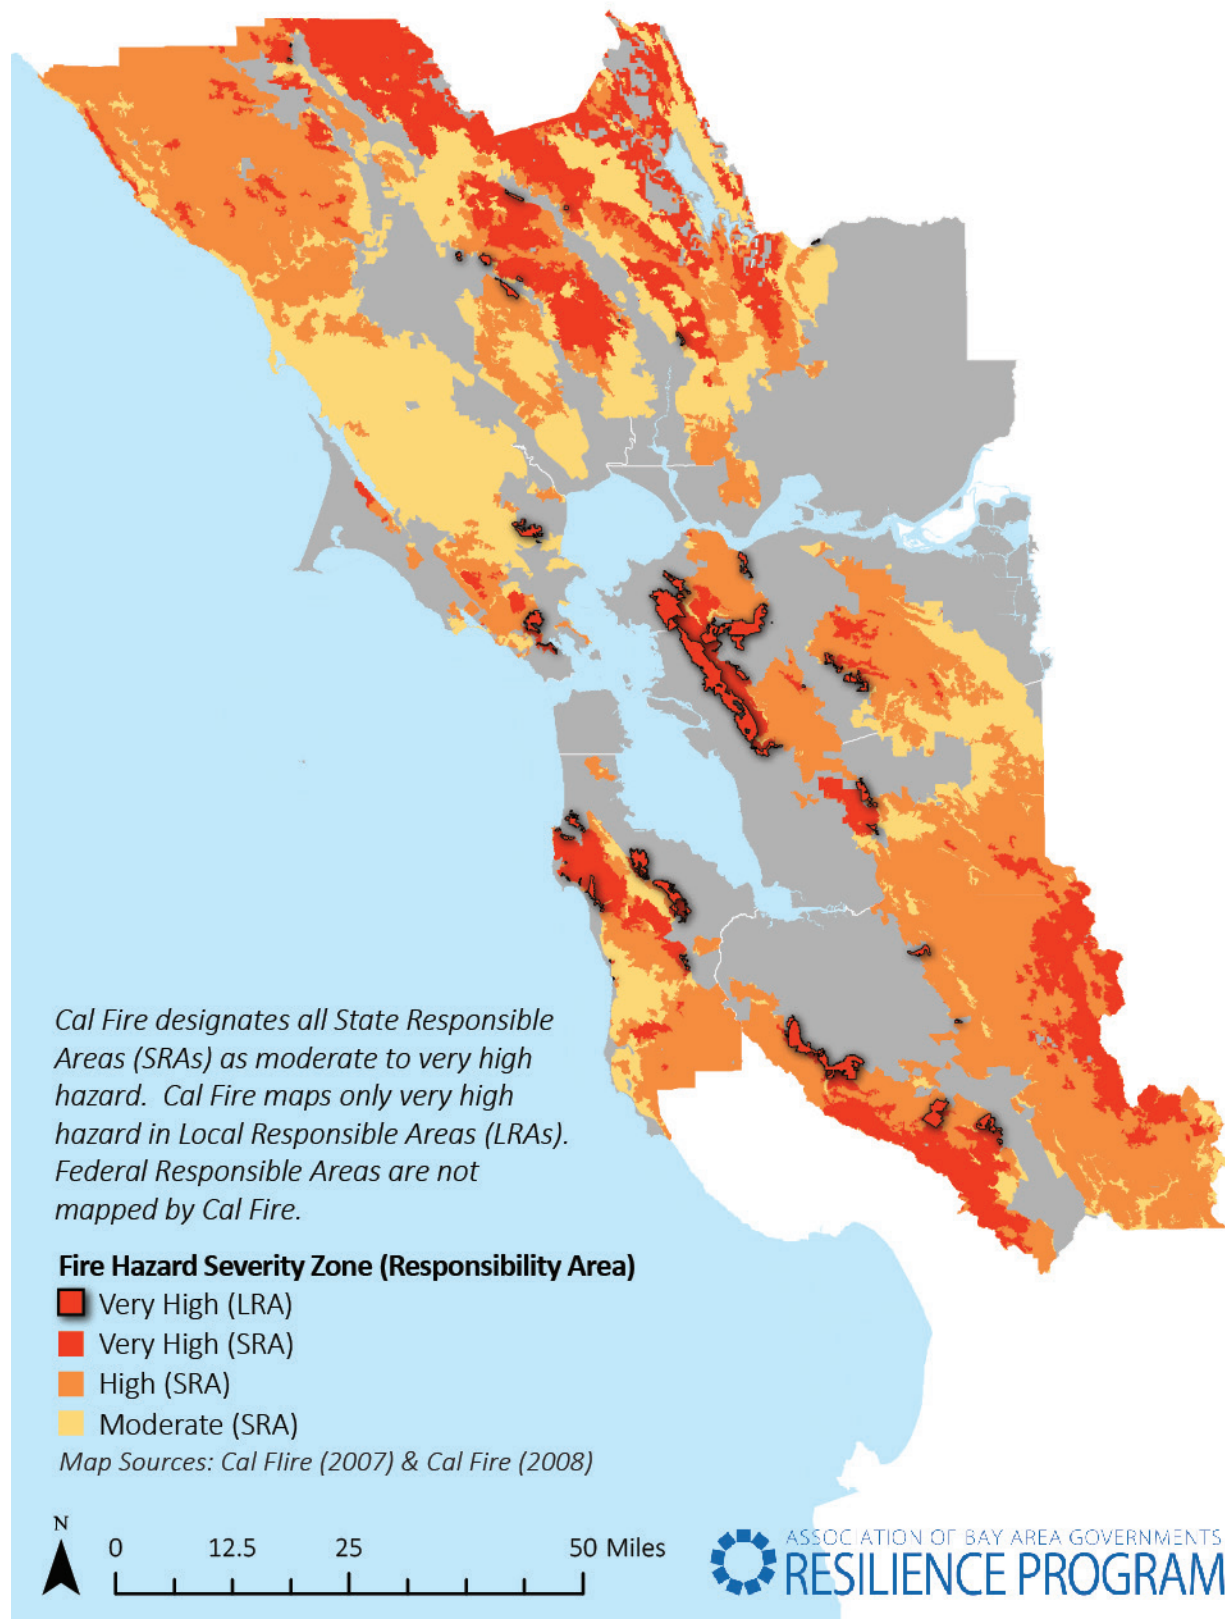 Cal Fire designates all State Responsible
Areas (SRAs) as moderate to very high
hazard. Cal Fire maps only very high
hazard in Local Responsible Areas (LRAs).
Federal Responsible Areas are not
mapped by Cal Fire.
Fire Hazard Severity Zone (Responsibility Area)
Very High (LRA)
Very High (SRA)
High (SRA)
Moderate (SRA)
Map Sources: Cal FIire (2007) & Cal Fire (2008)
N
0 12.5 25 50 Miles
ASSOCIATION OF BAY AREA GOVERNMENTS
RESILIENCE PROGRAM